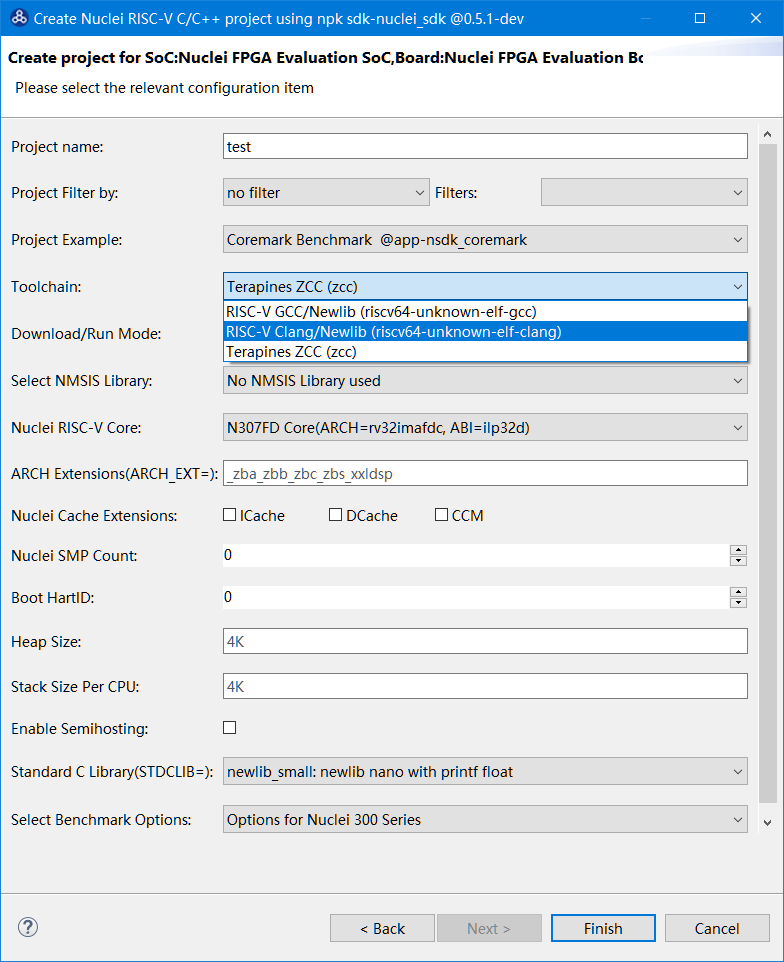 Create Nuclei RISC-V C/C++ project using npk sdk-nuclei_sdk @0.5.1-dev
Create project for SoC:Nuclei FPGA Evaluation SoC,Board:Nuclei FPGA Evaluation Bo
Please select the relevant configuration item
Project name: test
Project Filter by: no filter Filters:
Project Example: Coremark Benchmark @app-nsdk_coremark
Toolchain: Terapines ZCC (zcc)
RISC-V GCC/Newlib (riscv64-unknown-elf-gcc)
Download/Run Mode: RISC-V Clang/Newlib (riscv64-unknown-elf-clang)
Terapines ZCC (zcc)
Select NMSIS Library: No NMSIS Library used
Nuclei RISC-V Core: N307FD Core(ARCH=rv32imafdc, ABI=ilp32d)
ARCH Extensions(ARCH_EXT=): _zba_zbb_zbc_zbs_xxldsp
Nuclei Cache Extensions: ICache DCache CCM
Nuclei SMP Count: 0
Boot HartID: 0
Heap Size: 4K
Stack Size Per CPU: 4K
Enable Semihosting:
Standard C Library(STDCLIB=): newlib_small: newlib nano with printf float
Select Benchmark Options: Options for Nuclei 300 Series
? < Back Next > Finish Cancel